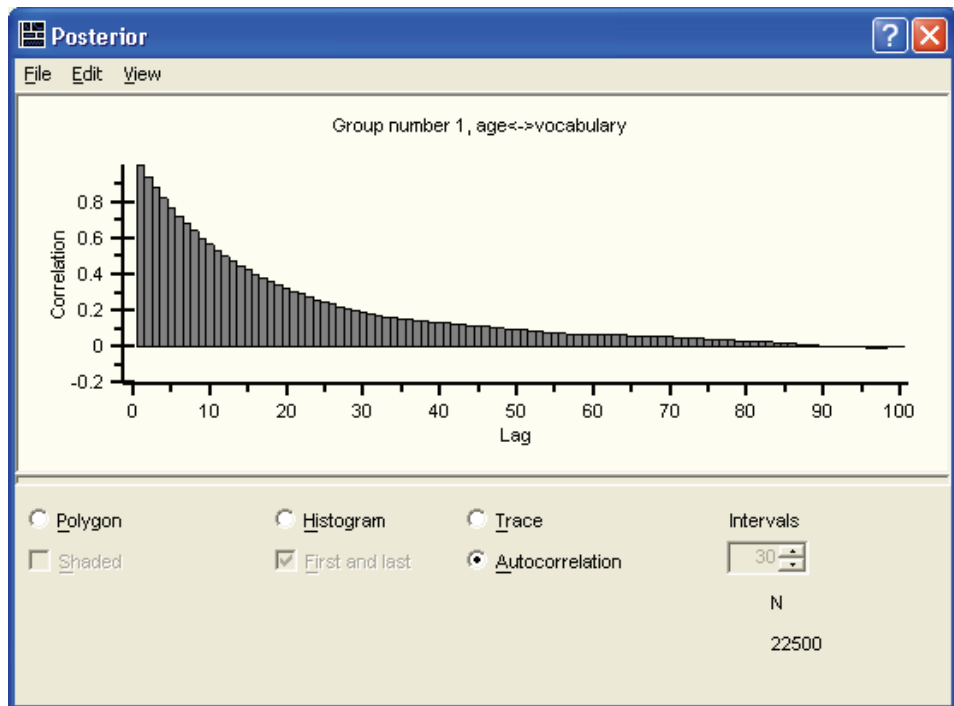 Posterior
File Edit View
Group number 1, age<->vocabulary
Correlation
0.8
0.6
0.4
0.2
0
-0.2
0 10 20 30 40 50 60 70 80 90 100
Lag
Polygon Histogram Trace Intervals
Shaded First and last Autocorrelation 30
N
22500